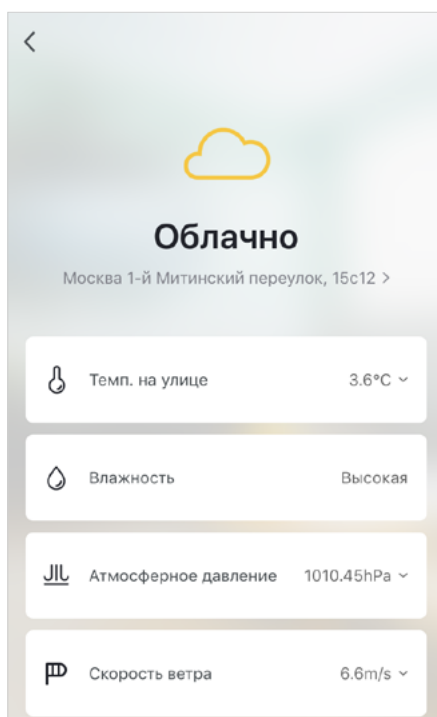 Облачно
Москва 1-й Митинский переулок, 15с12 >
Темп. на улице 3.6°C
Влажность Высокая
Атмосферное давление 1010.45hPa
Скорость ветра 6.6m/s